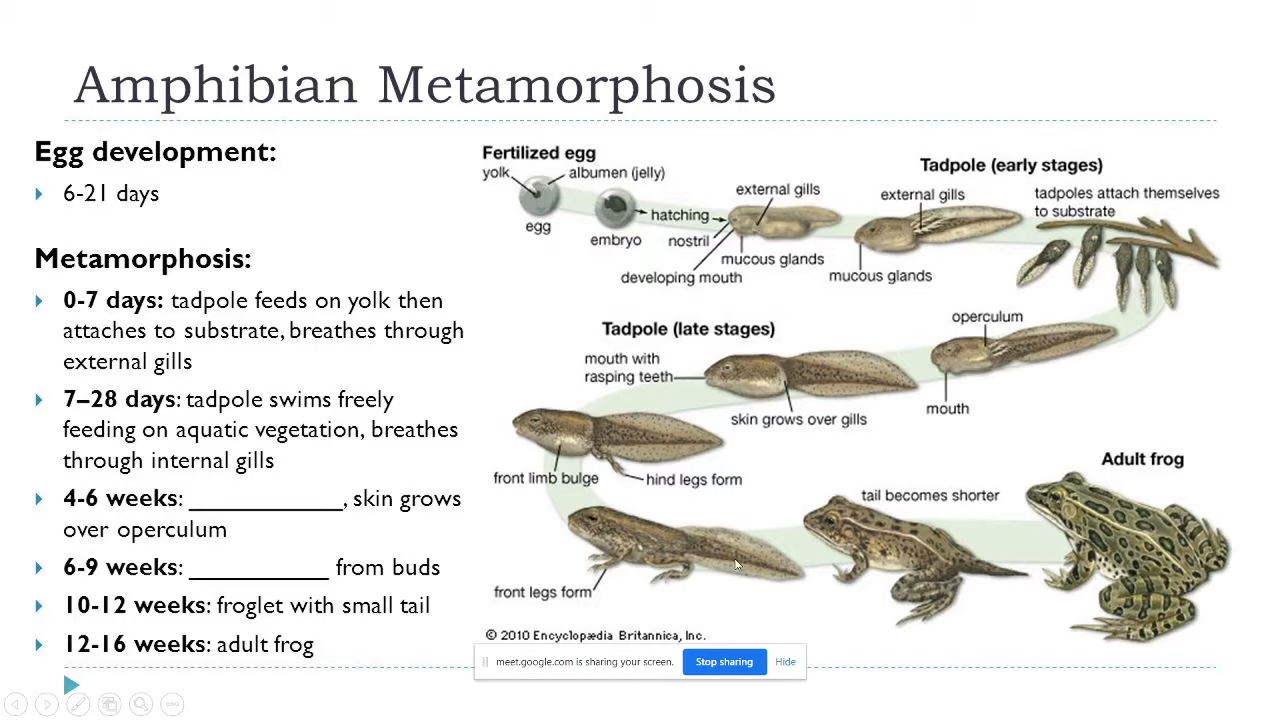 Amphibian Metamorphosis
Egg development:
6-21 days
Metamorphosis:
0-7 days: tadpole feeds on yolk then
attaches to substrate, breathes through
external gills
7–28 days: tadpole swims freely
feeding on aquatic vegetation, breathes
through internal gills
4-6 weeks: ____________, skin grows
over operculum
6-9 weeks: ___________ from buds
10-12 weeks: froglet with small tail
12-16 weeks: adult frog
Fertilized egg
yolk
albumen (jelly)
egg
embryo
hatching
nostril
developing mouth
external gills
mucous glands
Tadpole (early stages)
external gills
mucous glands
tadpoles attach themselves
to substrate
operculum
mouth
Tadpole (late stages)
mouth with
rasping teeth
skin grows over gills
front limb bulge
hind legs form
front legs form
tail becomes shorter
Adult frog
© 2010 Encyclopædia Britannica, Inc.
meet.google.com is sharing your screen.
Stop sharing
Hide